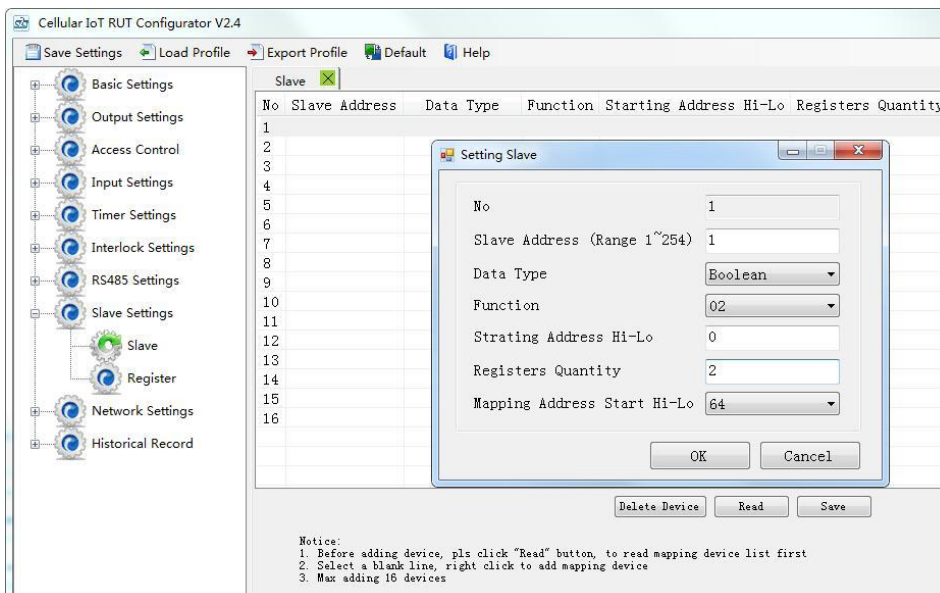 Cellular IoT RUT Configurator V2.4
Save Settings Load Profile Export Profile Default Help
Basic Settings
Output Settings
Access Control
Input Settings
Timer Settings
Interlock Settings
RS485 Settings
Slave Settings
Slave
Register
Network Settings
Historical Record
Slave
No Slave Address Data Type Function Starting Address Hi-Lo Registers Quantity
1
2
3
4
5
6
7
8
9
10
11
12
13
14
15
16
Setting Slave
No 1
Slave Address (Range 1~254) 1
Data Type Boolean
Function 02
Strating Address Hi-Lo 0
Registers Quantity 2
Mapping Address Start Hi-Lo 64
OK Cancel
Delete Device Read Save
Notice:
1. Before adding device, pls click "Read" button, to read mapping device list first
2. Select a blank line, right click to add mapping device
3. Max adding 16 devices